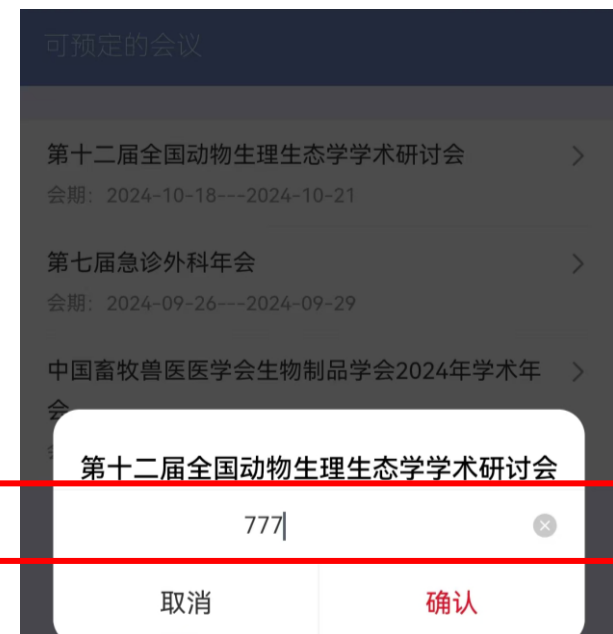 可预定的会议
第十二届全国动物生理生态学学术研讨会
会期：2024-10-18---2024-10-21
第七届急诊外科年会
会期：2024-09-26---2024-09-29
中国畜牧兽医医学会生物制品学会2024年学术年
会
第十二届全国动物生理生态学学术研讨会
777
取消
确认